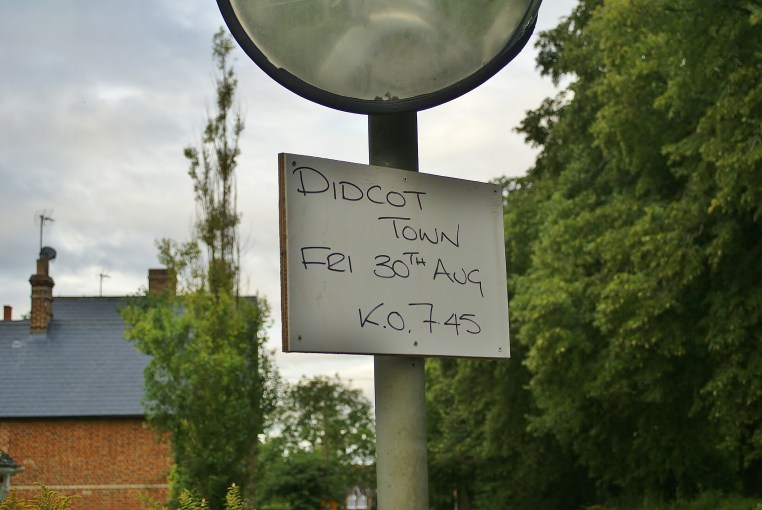 DIDCOT
TOWN
FRI 30TH AUG
K.O. 7-45